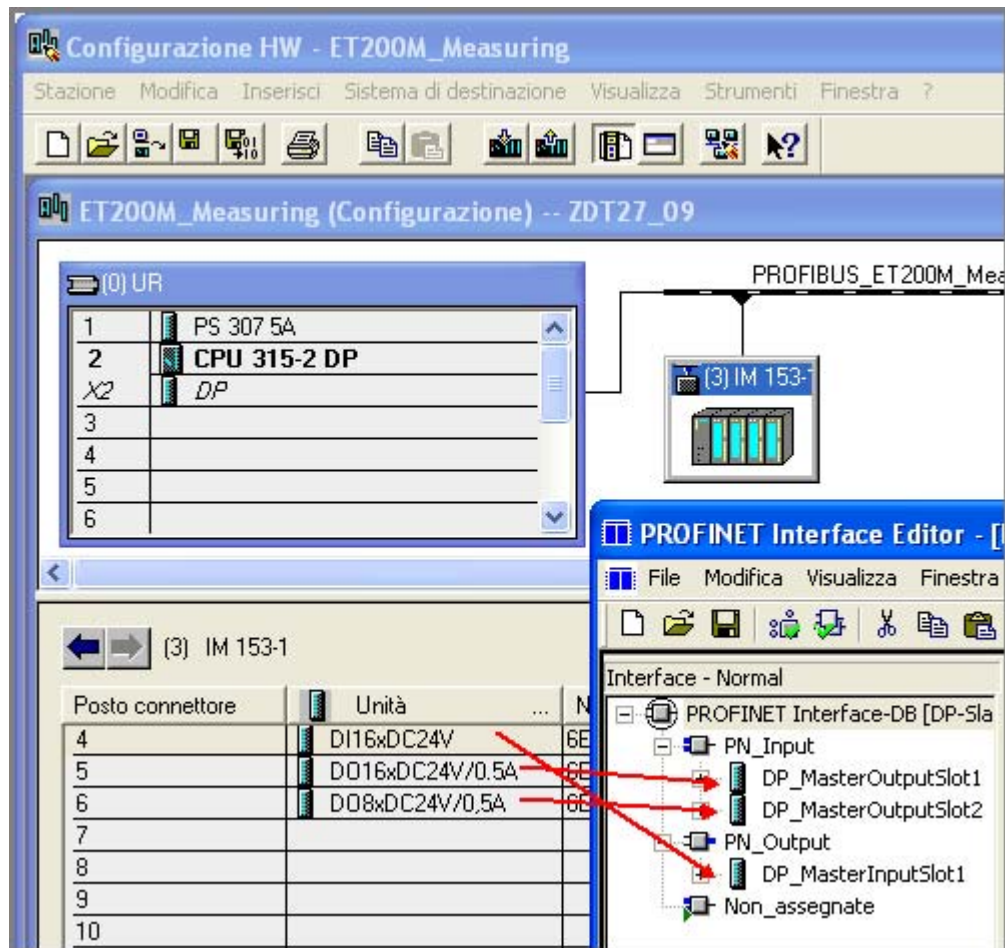 Configurazione HW - ET200M_Measuring
Stazione Modifica Inserisci Sistema di destinazione Visualizza Strumenti Finestra ?
ET200M_Measuring (Configurazione) -- ZDT27_09
(0) UR
1 PS 307 5A
2 CPU 315-2 DP
X2 DP
3
4
5
6
PROFIBUS_ET200M_Mea
(3) IM 153-1
(3) IM 153-1
Posto connettore Unità ... N
4 DI16xDC24V 6E
5 DO16xDC24V/0.5A 6E
6 DO8xDC24V/0,5A 6E
7
8
9
10
PROFINET Interface Editor - [
File Modifica Visualizza Finestra
Interface - Normal
PROFINET Interface-DB [DP-Sla
PN_Input
DP_MasterOutputSlot1
DP_MasterOutputSlot2
PN_Output
DP_MasterInputSlot1
Non_assegnate